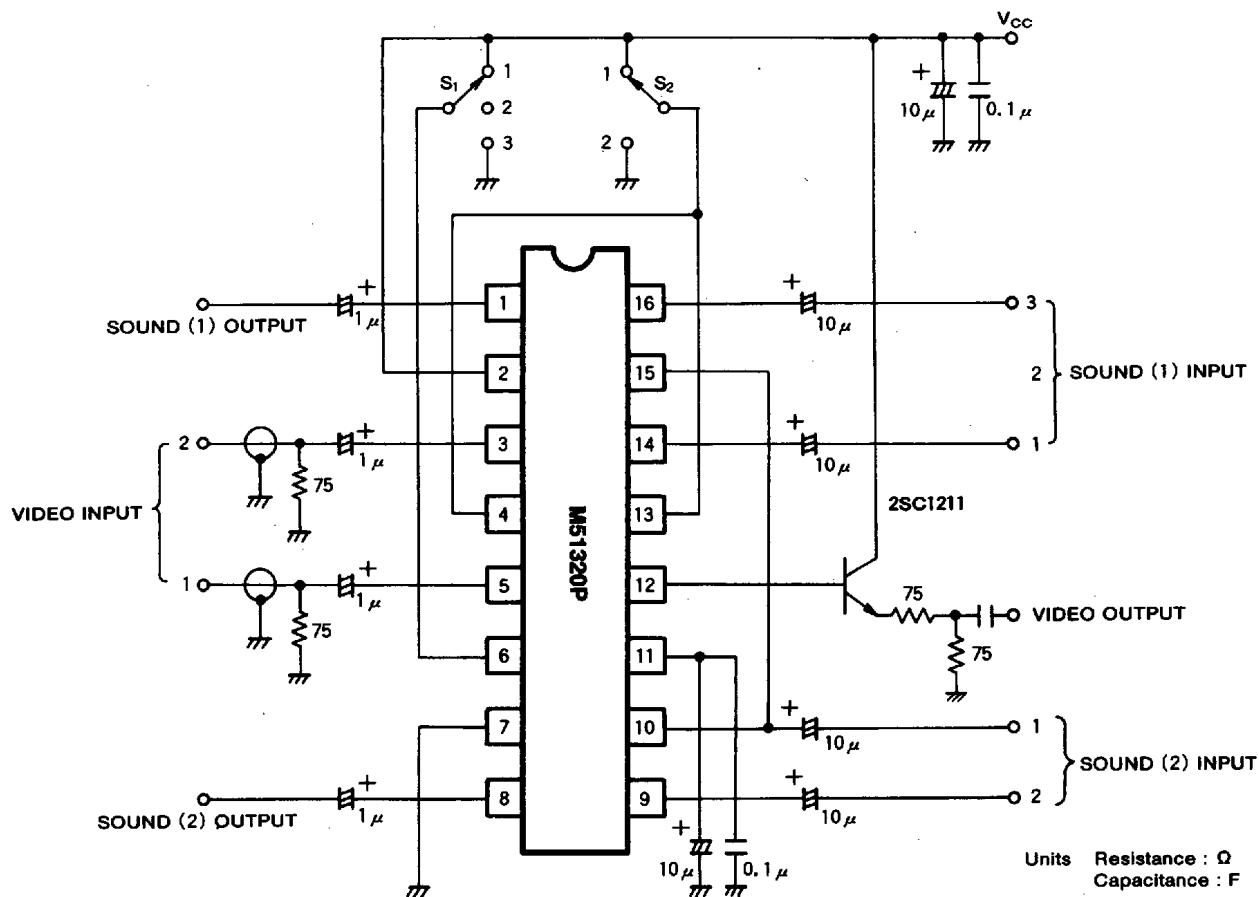 VCC
+
10μ
0.1μ
S1
1
2
3
1
S2
2
SOUND (1) OUTPUT
+
1μ
1
16
+
10μ
3
2
15
2
SOUND (1) INPUT
2
+
1μ
3
14
+
10μ
1
75
VIDEO INPUT
4
13
2SC1211
M51320P
1
+
1μ
5
12
75
75
VIDEO OUTPUT
75
6
11
7
10
+
10μ
1
SOUND (2) INPUT
SOUND (2) OUTPUT
+
1μ
8
9
+
10μ
2
+
10μ
0.1μ
Units Resistance : Ω
Capacitance : F